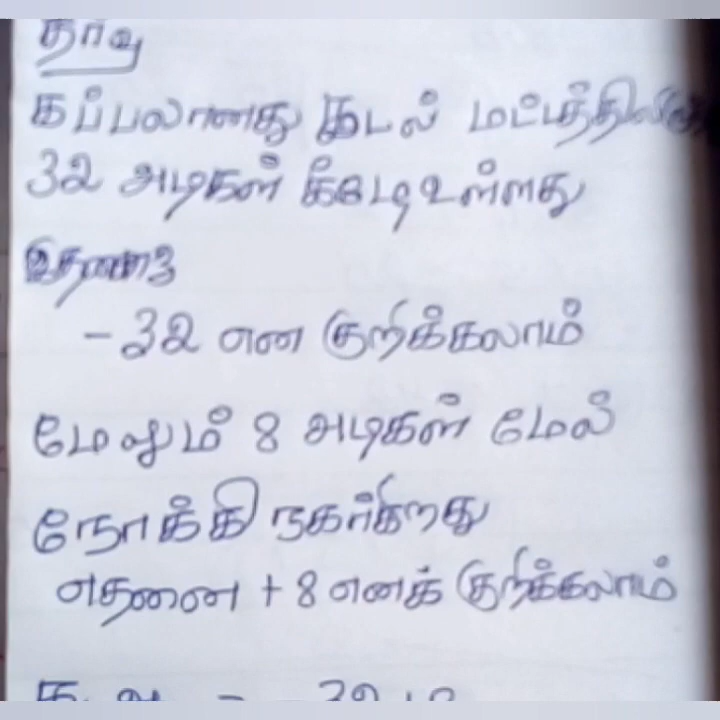 தீர்வு
கப்பலானது கடல் மட்டத்திலிருந்து
32 அடிகள் கீழே உள்ளது
இதனை
- 32 என குறிக்கலாம்
மேலும் 8 அடிகள் மேல்
நோக்கி நகர்கிறது
எதனை + 8 எனக் குறிக்கலாம்